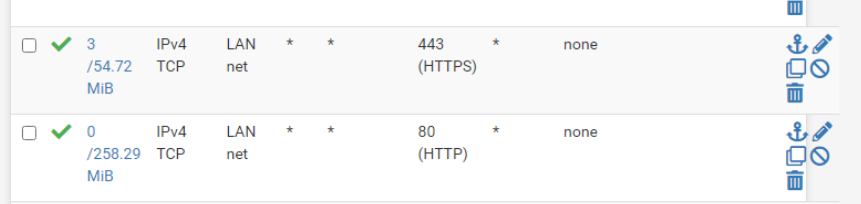 3 IPv4 LAN * * 443 * none
/54.72 TCP net (HTTPS)
MiB
0 IPv4 LAN * * 80 * none
/258.29 TCP net (HTTP)
MiB